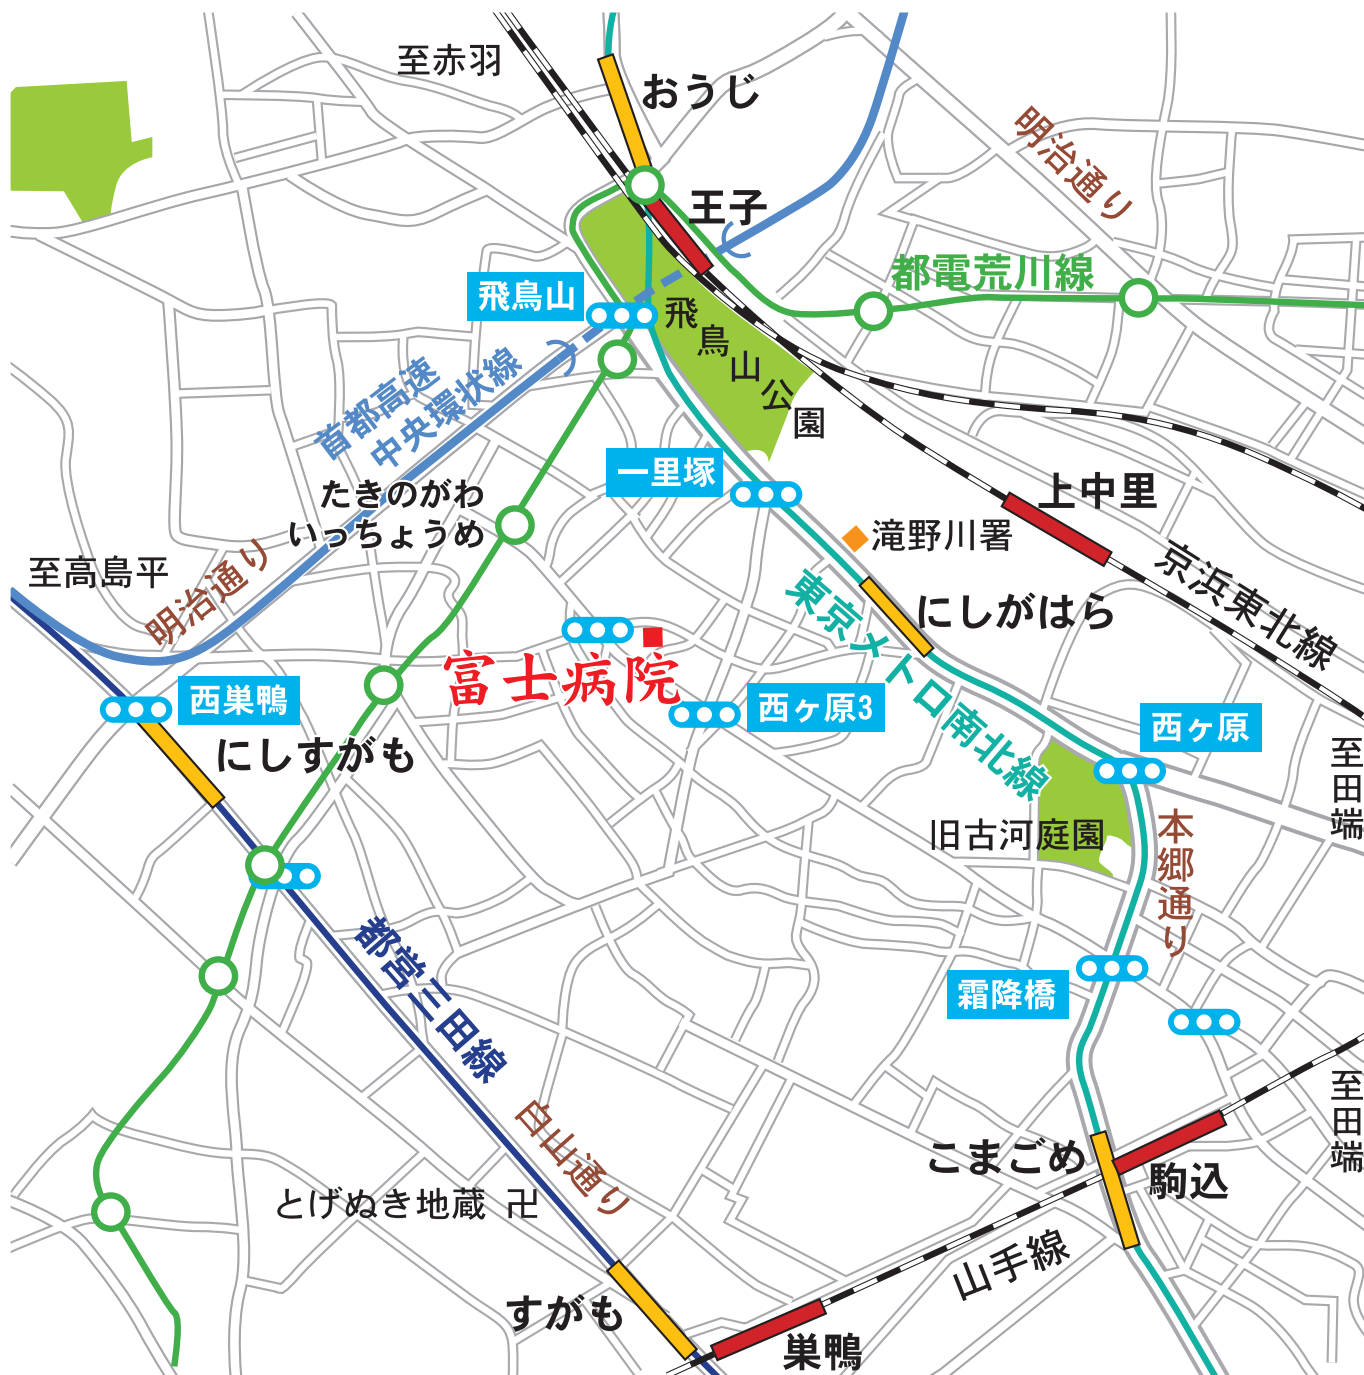 至赤羽
おうじ
明治通り
王子
都電荒川線
飛鳥山
飛鳥山公園
首都高速
中央環状線
一里塚
たきのがわ
いっちょうめ
上中里
滝野川署
京浜東北線
至高島平
明治通り
東京メトロ南北線
にしがはら
富士病院
西巣鴨
西ヶ原3
西ヶ原
にしすがも
至田端
旧古河庭園
本郷通り
都営三田線
霜降橋
至田端
白山通り
こまごめ
駒込
とげぬき地蔵 卍
山手線
すがも
巣鴨